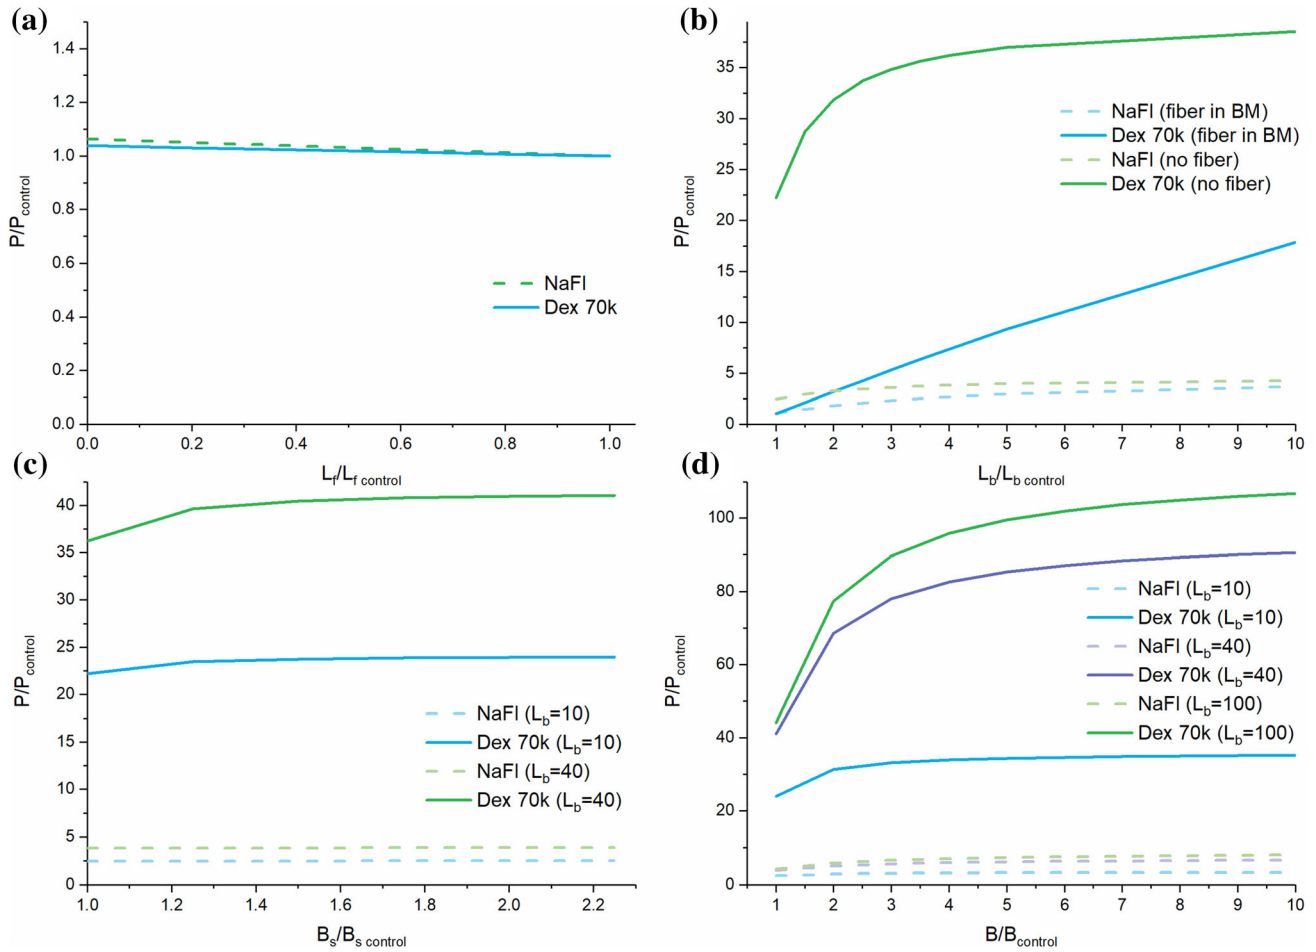 (a)
1.4
1.2
1.0
0.8
0.6
0.4
0.2
0.0
P/Pcontrol
NaFl
Dex 70k
0.0 0.2 0.4 0.6 0.8 1.0
Lf/Lf control
(b)
35
30
25
20
15
10
5
0
P/Pcontrol
NaFl (fiber in BM)
Dex 70k (fiber in BM)
NaFl (no fiber)
Dex 70k (no fiber)
1 2 3 4 5 6 7 8 9 10
Lb/Lb control
(c)
40
35
30
25
20
15
10
5
0
P/Pcontrol
NaFl (Lb=10)
Dex 70k (Lb=10)
NaFl (Lb=40)
Dex 70k (Lb=40)
1.0 1.2 1.4 1.6 1.8 2.0 2.2
Bs/Bs control
(d)
100
80
60
40
20
0
P/Pcontrol
NaFl (Lb=10)
Dex 70k (Lb=10)
NaFl (Lb=40)
Dex 70k (Lb=40)
NaFl (Lb=100)
Dex 70k (Lb=100)
1 2 3 4 5 6 7 8 9 10
B/Bcontrol